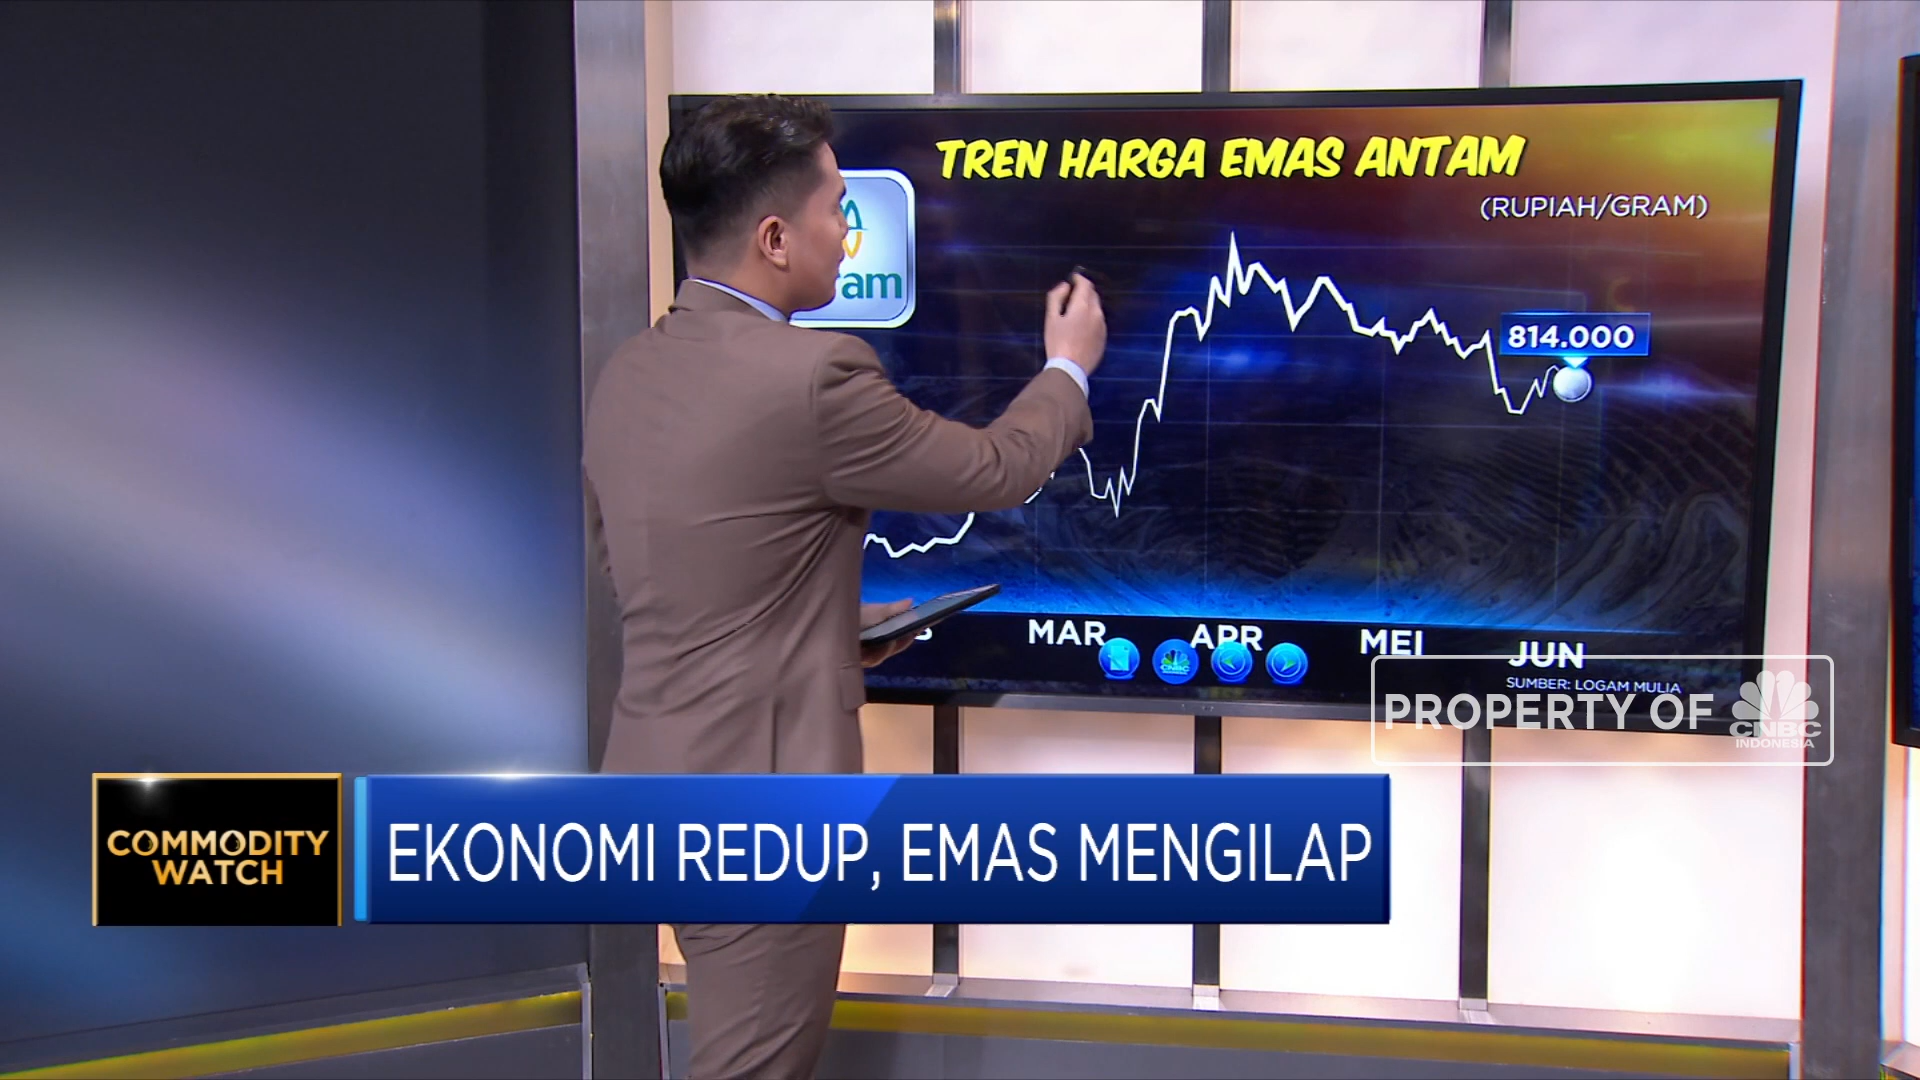 TREN HARGA EMAS ANTAM
(RUPIAH/GRAM)
814.000
MAR
APR
MEI
JUN
SUMBER: LOGAM MULIA
PROPERTY OF
CNBC
INDONESIA
COMMODITY
WATCH
EKONOMI REDUP, EMAS MENGILAP